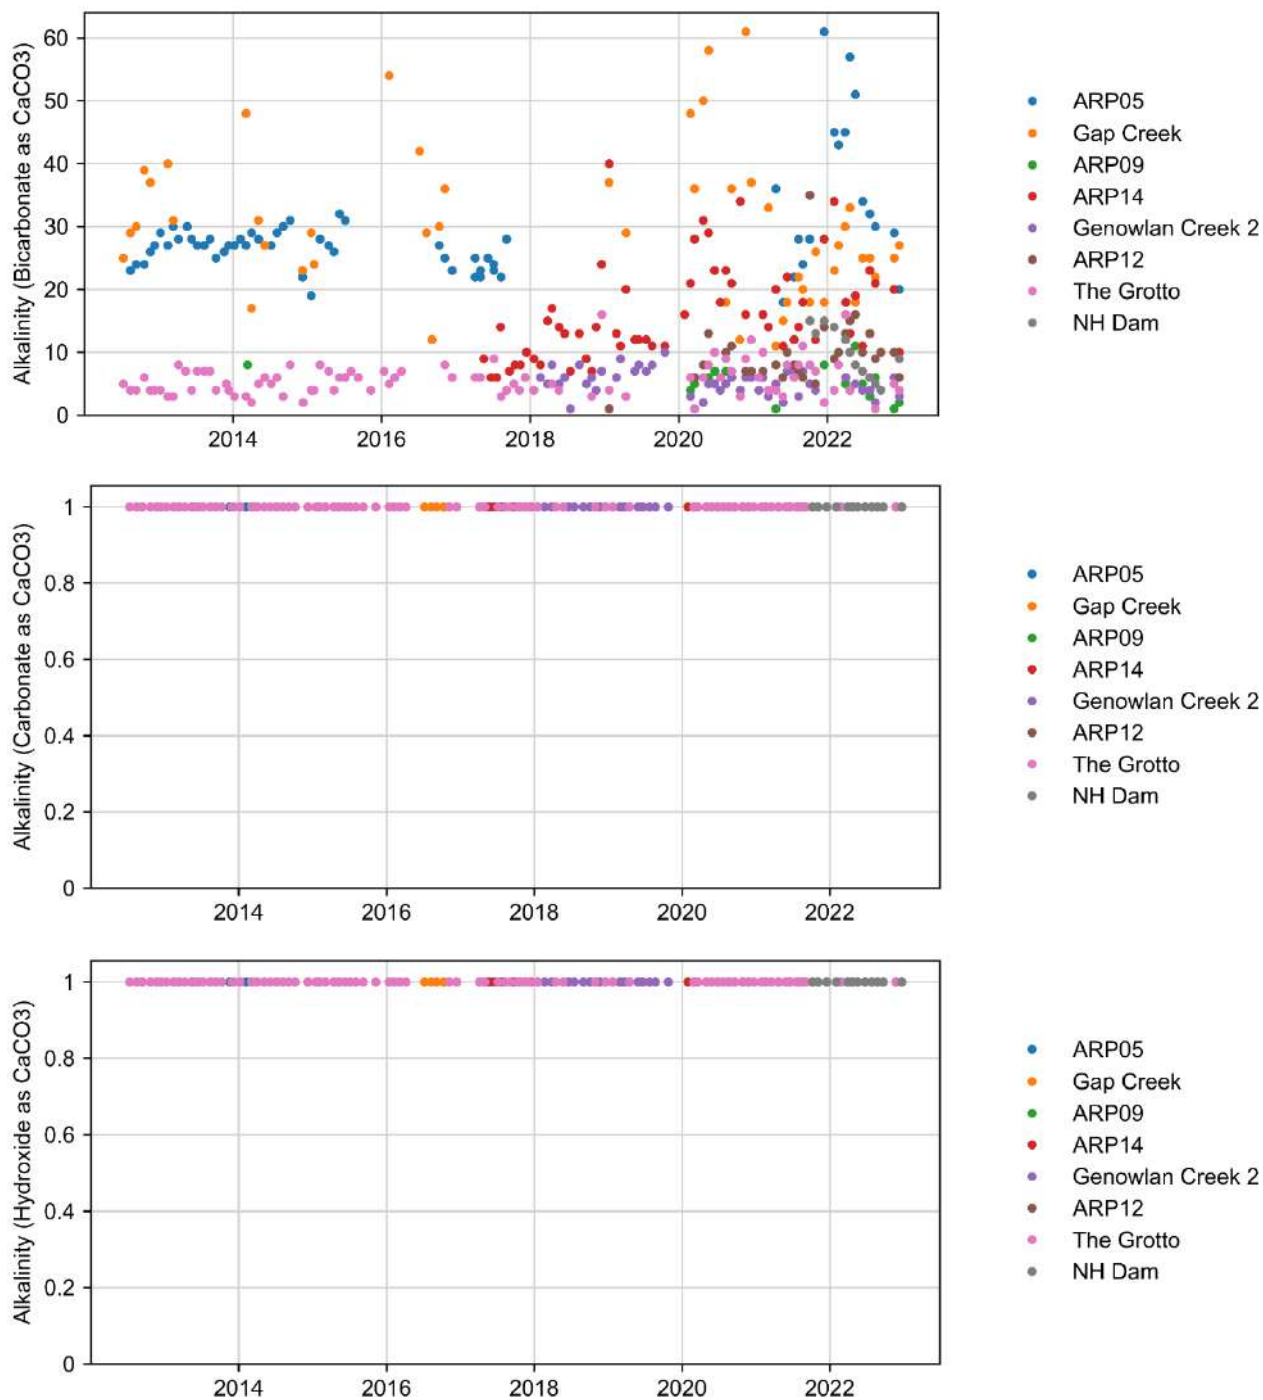 Alkalinity (Bicarbonate as CaCO3)
60
50
40
30
20
10
0
2014
2016
2018
2020
2022
ARP05
Gap Creek
ARP09
ARP14
Genowlan Creek 2
ARP12
The Grotto
NH Dam
Alkalinity (Carbonate as CaCO3)
1
0.8
0.6
0.4
0.2
0
2014
2016
2018
2020
2022
ARP05
Gap Creek
ARP09
ARP14
Genowlan Creek 2
ARP12
The Grotto
NH Dam
Alkalinity (Hydroxide as CaCO3)
1
0.8
0.6
0.4
0.2
0
2014
2016
2018
2020
2022
ARP05
Gap Creek
ARP09
ARP14
Genowlan Creek 2
ARP12
The Grotto
NH Dam